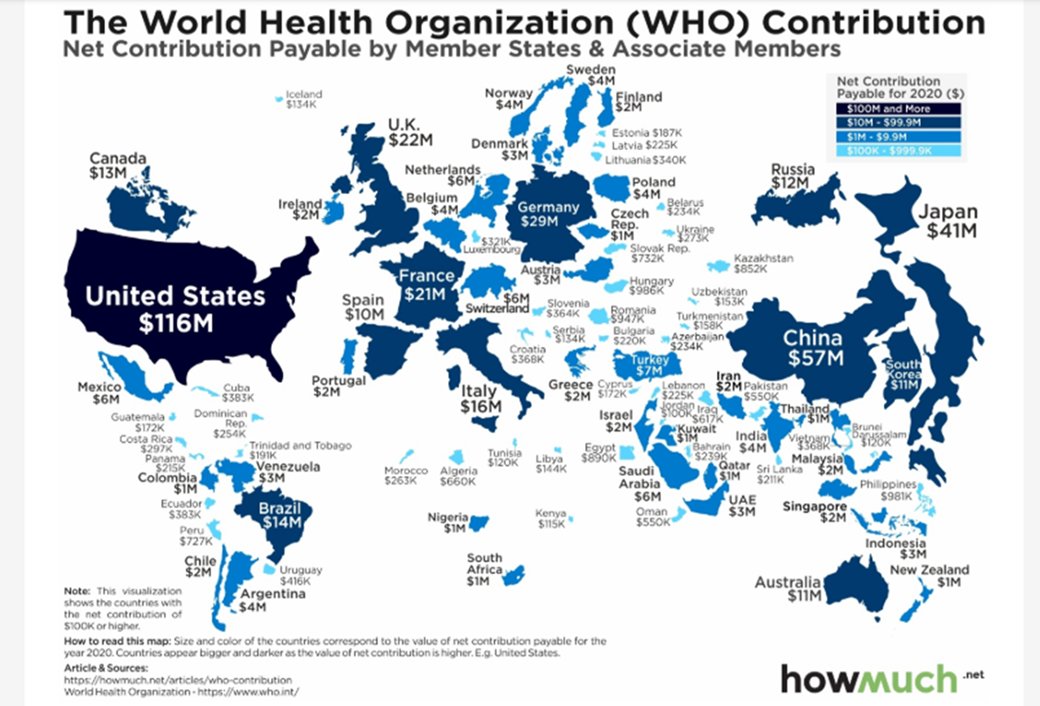 The World Health Organization (WHO) Contribution
Net Contribution Payable by Member States & Associate Members
Net Contribution
Payable for 2020 ($)
$100M and More
$10M - $99.9M
$1M - $9.9M
$100K - $999.9K
Iceland
$134K
Norway
$4M
Sweden
$4M
Finland
$2M
U.K.
$22M
Denmark
$3M
Estonia $187K
Latvia $225K
Lithuania $340K
Canada
$13M
Netherlands
$6M
Ireland
$2M
Belgium
$4M
Germany
$29M
Poland
$4M
Belarus
$234K
Russia
$12M
Japan
$41M
Czech
Rep.
$1M
Ukraine
$273K
$321K
Luxembourg
Slovak Rep.
$732K
Kazakhstan
$852K
United States
$116M
France
$21M
Austria
$3M
Hungary
$986K
$6M
Switzerland
Spain
$10M
Slovenia
$364K
Romania
$947K
Uzbekistan
$153K
Turkmenistan
$158K
Serbia
$134K
Bulgaria
$220K
Azerbaijan
$234K
China
$57M
Croatia
$368K
Turkey
$7M
South
Korea
$11M
Mexico
$6M
Cuba
$383K
Portugal
$2M
Italy
$16M
Greece
$2M
Cyprus
$172K
Lebanon
$225K
Iran
$2M
Pakistan
$550K
Jordan
$100K
Iraq
$617K
Thailand
$1M
Guatemala
$172K
Dominican
Rep.
$254K
Israel
$2M
Kuwait
$1M
India
$4M
Vietnam
$368K
Brunei
Darussalam
$120K
Costa Rica
$297K
Trinidad and Tobago
$191K
Panama
$215K
Colombia
$1M
Venezuela
$3M
Morocco
$263K
Algeria
$660K
Tunisia
$120K
Libya
$144K
Egypt
$890K
Bahrain
$239K
Saudi
Arabia
$6M
Qatar
$1M
Sri Lanka
$211K
Malaysia
$2M
Philippines
$981K
Ecuador
$383K
Brazil
$14M
Nigeria
$1M
Kenya
$115K
Oman
$550K
UAE
$3M
Singapore
$2M
Peru
$727K
Indonesia
$3M
Chile
$2M
Uruguay
$416K
South
Africa
$1M
Australia
$11M
New Zealand
$1M
Argentina
$4M
Note: This visualization
shows the countries with
the net contribution of
$100K or higher.
How to read this map: Size and color of the countries correspond to the value of net contribution payable for the
year 2020. Countries appear bigger and darker as the value of net contribution is higher. E.g. United States.
Article & Sources:
https://howmuch.net/articles/who-contribution
World Health Organization - https://www.who.int/
howmuch.net